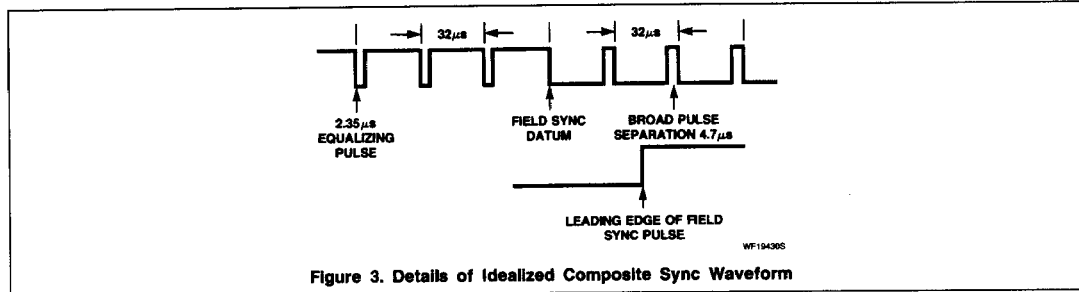 32μs
32μs
2.35μs
EQUALIZING
PULSE
FIELD SYNC
DATUM
BROAD PULSE
SEPARATION 4.7μs
LEADING EDGE OF FIELD
SYNC PULSE
WF19430S
Figure 3. Details of Idealized Composite Sync Waveform